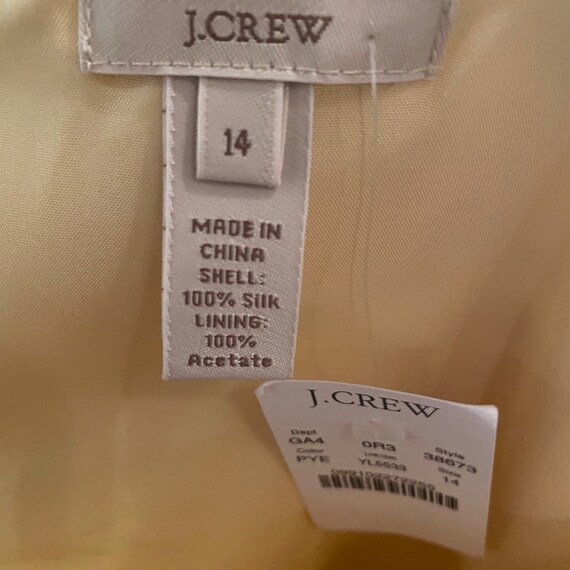 J.CREW
14
MADE IN
CHINA
SHELL:
100% Silk
LINING:
100%
Acetate
J.CREW
Dept
GA4 0R3 Style
Color YL5533 38673
PYE Size
14